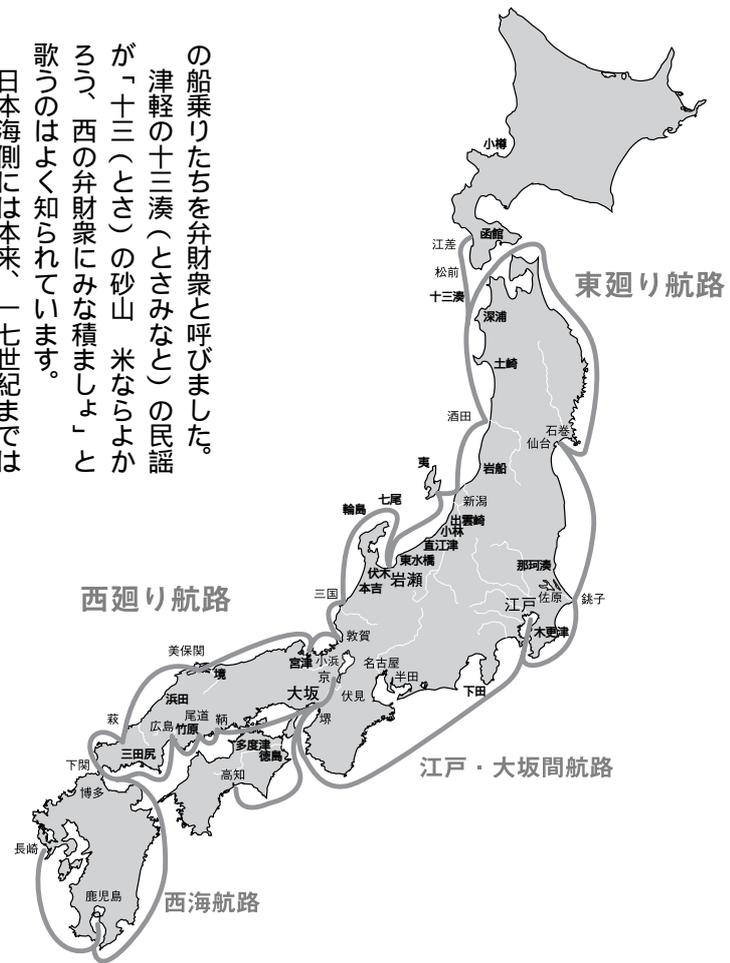 の船乗りたちを弁財衆と呼びました。
津軽の十三湊（とさみなと）の民謡
が「十三（とさ）の砂山　米ならよか
ろう、西の弁財衆にみな積ましょ」と
歌うのはよく知られています。
日本海側には本来、一七世紀までは
小樽
函館
江差
松前
十三湊
東廻り航路
深浦
土崎
酒田
石巻
仙台
夷
岩船
七尾
新潟
輪島
出雲崎
小林
直江津
東水橋
伏木
岩瀬
本吉
那珂湊
西廻り航路
三国
江戸
佐原
銚子
敦賀
木更津
美保関
宮津
小浜
名古屋
境
京
半田
下田
大坂
伏見
浜田
萩
尾道
鞆
堺
広島
竹原
三田尻
多度津
徳島
下関
高知
江戸・大坂間航路
博多
長崎
鹿児島
西海航路